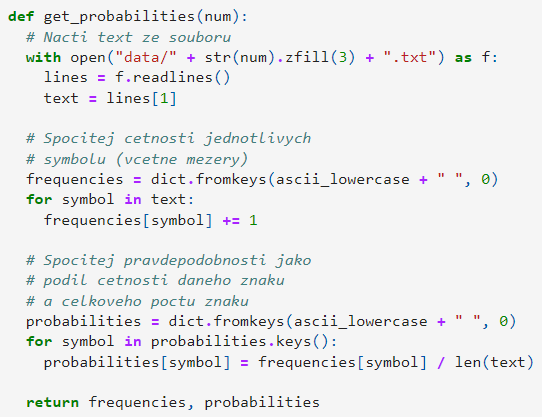 def get_probabilities(num):
  # Nacti text ze souboru
  with open("data/" + str(num).zfill(3) + ".txt") as f:
    lines = f.readlines()
    text = lines[1]

  # Spocitej cetnosti jednotlivych
  # symbolu (vcetne mezery)
  frequencies = dict.fromkeys(ascii_lowercase + " ", 0)
  for symbol in text:
    frequencies[symbol] += 1

  # Spocitej pravdepodobnosti jako
  # podil cetnosti daneho znaku
  # a celkoveho poctu znaku
  probabilities = dict.fromkeys(ascii_lowercase + " ", 0)
  for symbol in probabilities.keys():
    probabilities[symbol] = frequencies[symbol] / len(text)

  return frequencies, probabilities